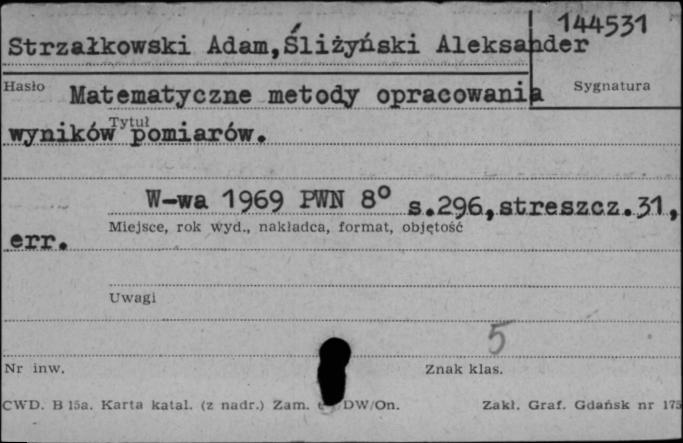 144531
Strzałkowski Adam,Śliżyński Aleksander
Hasło
Sygnatura
Matematyczne metody opracowania
Tytuł
wyników pomiarów.
W-wa 1969 PWN 8° s.296,streszcz.31,
Miejsce, rok wyd., nakładca, format, objętość
err.
Uwagi
5
Nr inw.
Znak klas.
CWD. B 15a. Karta katal. (z nadr.) Zam. DW/On.
Zakł. Graf. Gdańsk nr 175